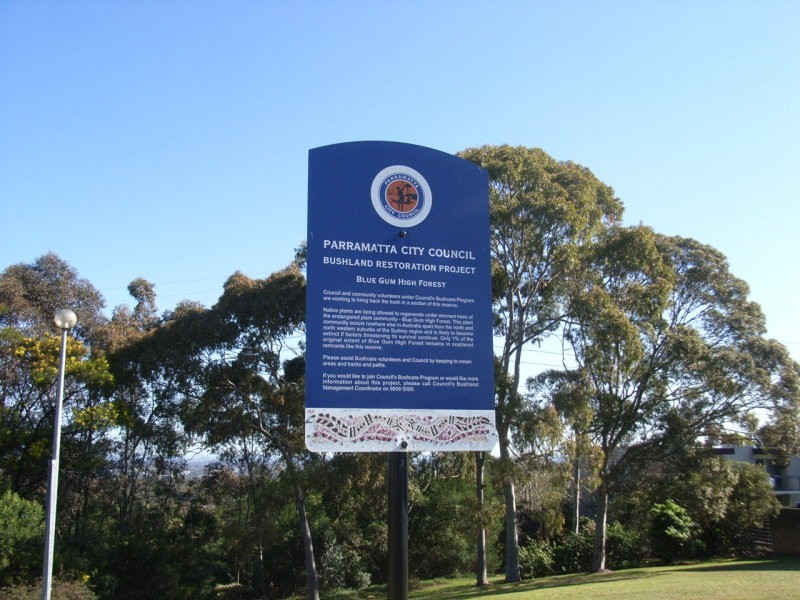 PARRAMATTA
CITY COUNCIL
PARRAMATTA CITY COUNCIL
BUSHLAND RESTORATION PROJECT
BLUE GUM HIGH FOREST
Council and community volunteers under Council's Bushcare Program
are working to bring back the bush in a section of this reserve.
Native plants are being allowed to regenerate under remnant trees of
the endangered plant community - Blue Gum High Forest. This plant
community occurs nowhere else in Australia apart from the north and
north western suburbs of the Sydney region and is likely to become
extinct if factors threatening its survival continue. Only 1% of the
original extent of Blue Gum High Forest remains in scattered
remnants like this reserve.
Please assist Bushcare volunteers and Council by keeping to mown
areas and tracks and paths.
If you would like to join Council's Bushcare Program or would like more
information about this project, please call Council's Bushland
Management Coordinator on 9806 5000.